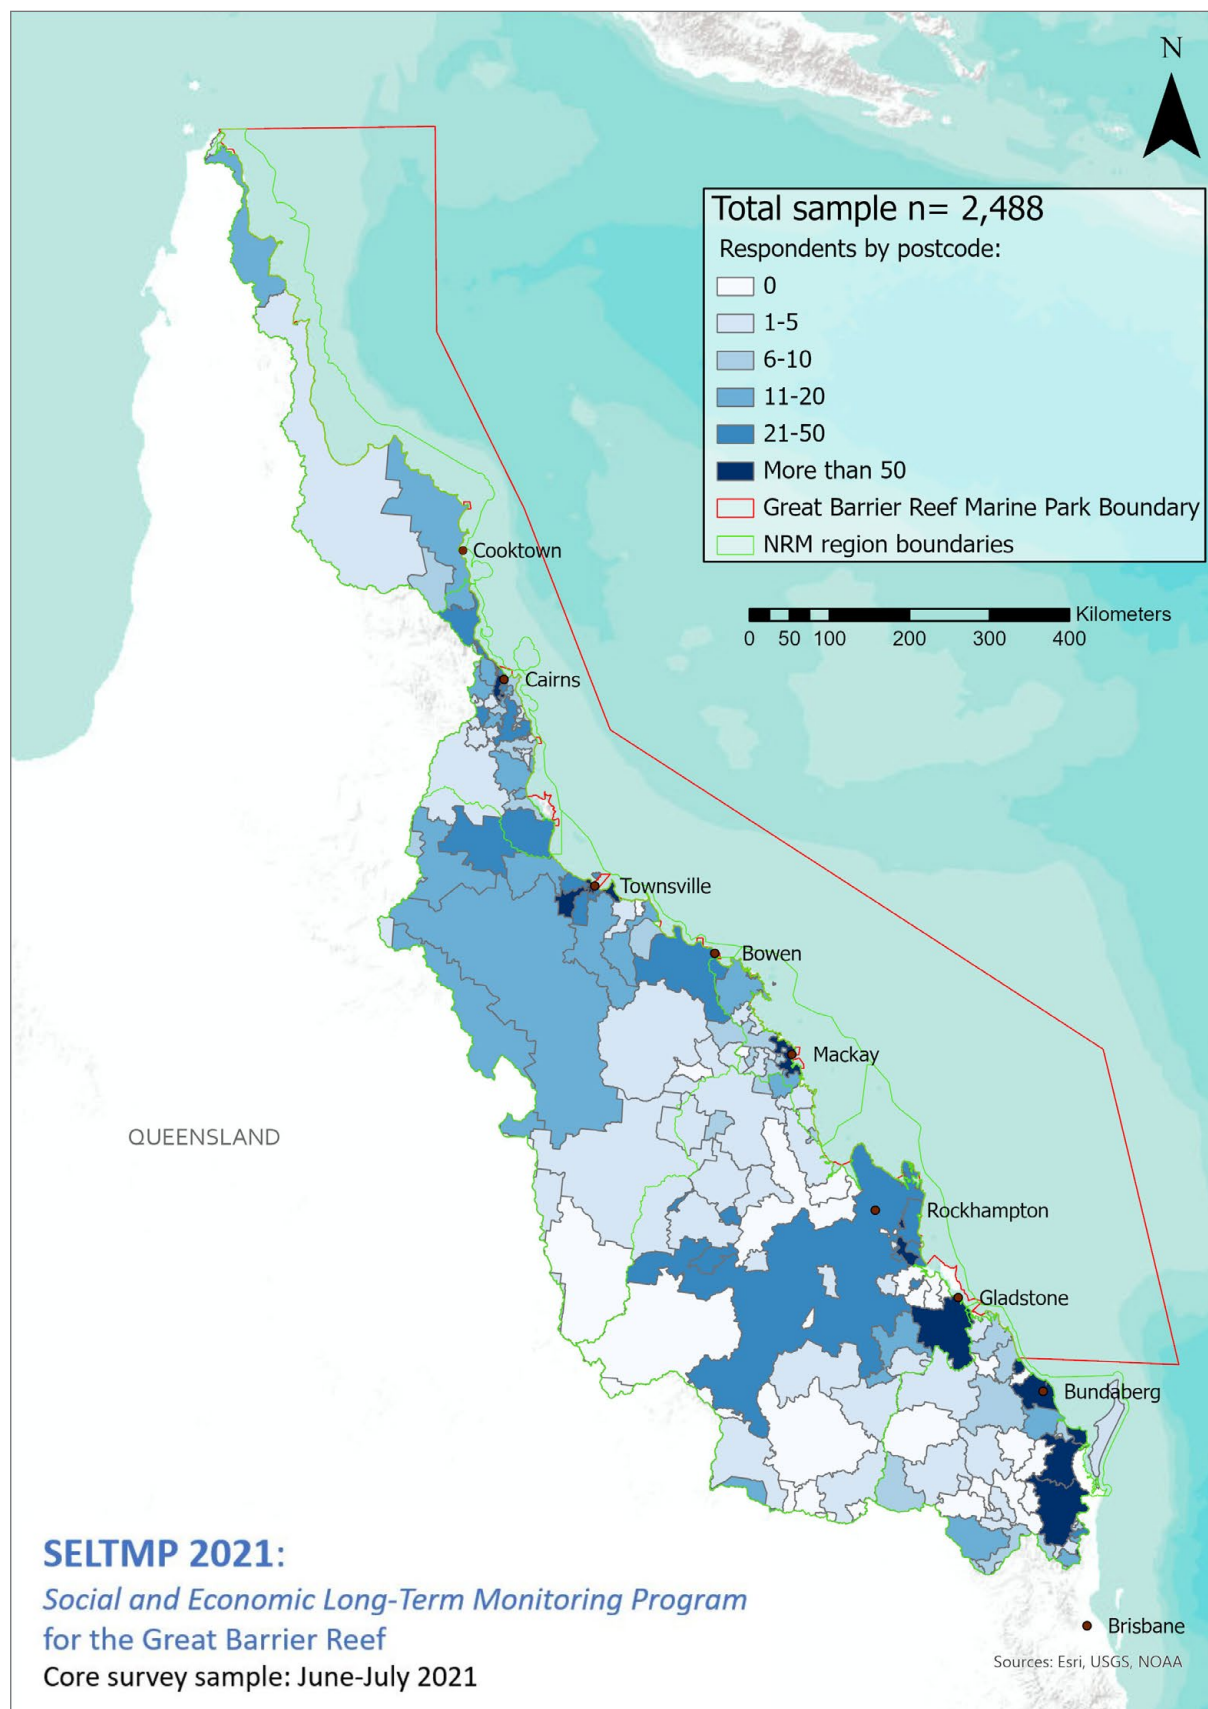 N
Total sample n= 2,488
Respondents by postcode:
0
1-5
6-10
11-20
21-50
More than 50
Great Barrier Reef Marine Park Boundary
NRM region boundaries
Kilometers
0 50 100 200 300 400
Cooktown
Cairns
Townsville
Bowen
Mackay
QUEENSLAND
Rockhampton
Gladstone
Bundaberg
Brisbane
SELTMP 2021:
Social and Economic Long-Term Monitoring Program
for the Great Barrier Reef
Core survey sample: June-July 2021
Sources: Esri, USGS, NOAA